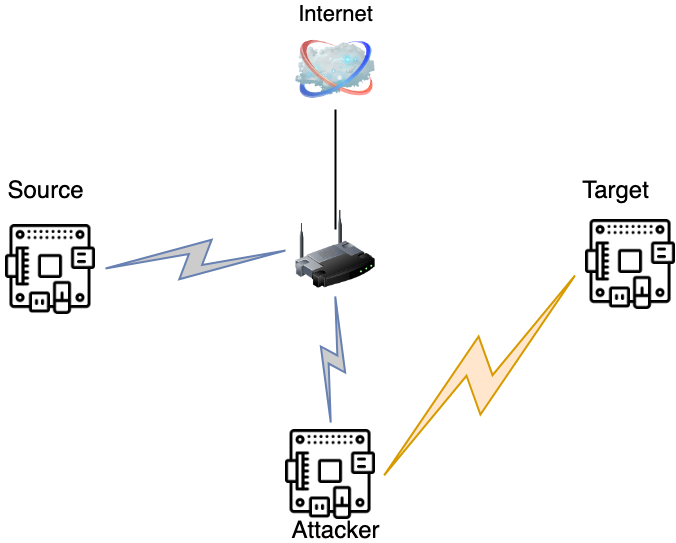 Internet
Source
Target
Attacker